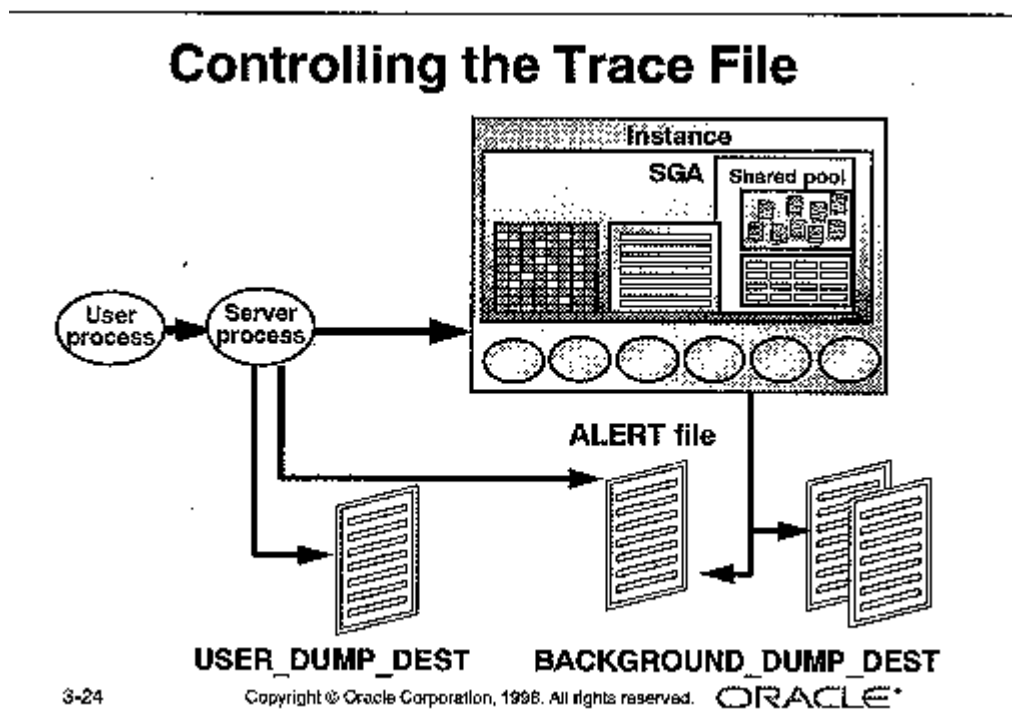 Controlling the Trace File
Instance
SGA
Shared pool
User
process
Server
process
ALERT file
USER_DUMP_DEST
BACKGROUND_DUMP_DEST
3-24
Copyright © Oracle Corporation, 1998. All rights reserved.
ORACLE